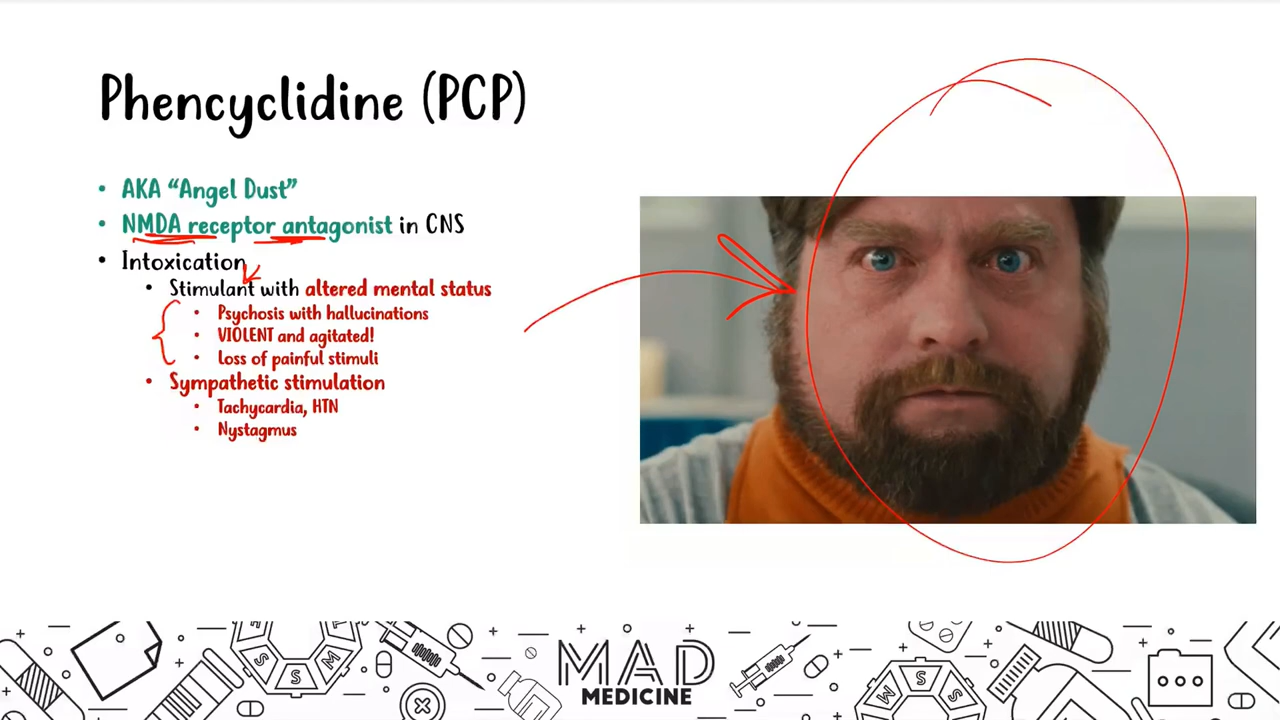 Phencyclidine (PCP)
• AKA “Angel Dust”
• NMDA receptor antagonist in CNS
• Intoxication
• Stimulant with altered mental status
• Psychosis with hallucinations
• VIOLENT and agitated!
• Loss of painful stimuli
• Sympathetic stimulation
• Tachycardia, HTN
• Nystagmus
MAD
MEDICINE
S
S
M
M
S
S